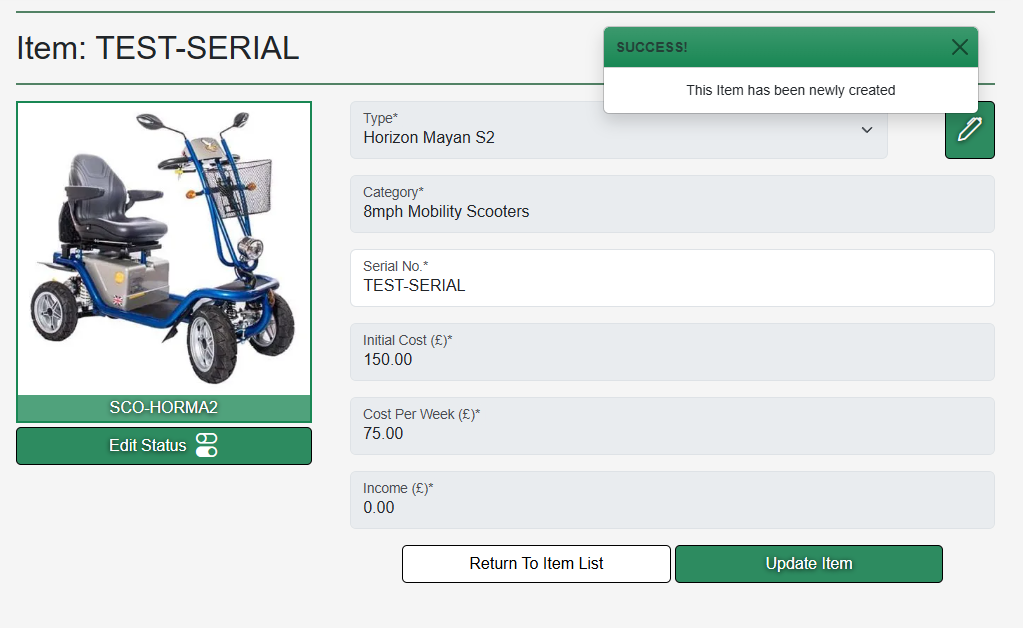 Item: TEST-SERIAL
SUCCESS!
This Item has been newly created
Type*
Horizon Mayan S2
Category*
8mph Mobility Scooters
Serial No.*
TEST-SERIAL
Initial Cost (£)*
150.00
Cost Per Week (£)*
75.00
Income (£)*
0.00
SCO-HORMA2
Edit Status
Return To Item List
Update Item